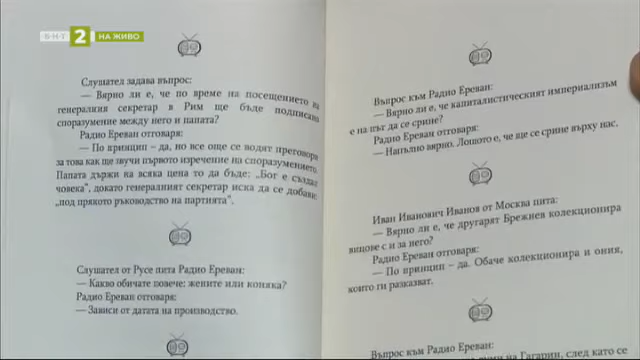 БНТ 2 НА ЖИВО
Слушател задава въпрос:
— Вярно ли е, че по време на посещението на
генералния секретар в Рим ще бъде подписано
споразумение между него и папата?
Радио Ереван отговаря:
— По принцип – да, но все още се водят преговори
за това как ще звучи първото изречение на споразумението.
Папата държи на всяка цена то да бъде: „Бог е създал
човека", докато генералният секретар иска да се добави:
„под прякото ръководство на партията".
Слушател от Русе пита Радио Ереван:
— Какво обичате повече: жените или коняка?
Радио Ереван отговаря:
— Зависи от датата на производство.
Въпрос към Радио Ереван:
— Вярно ли е, че капиталистическият империализъм
е на път да се срине?
Радио Ереван отговаря:
— Напълно вярно. Лошото е, че ще се срине върху нас.
Иван Иванович Иванов от Москва пита:
— Вярно ли е, че другарят Брежнев колекционира
вицове с и за него?
Радио Ереван отговаря:
— По принцип – да. Обаче колекционира и ония,
които ги разказват.
Въпрос към Радио Ереван:
на Гагарин, след като се